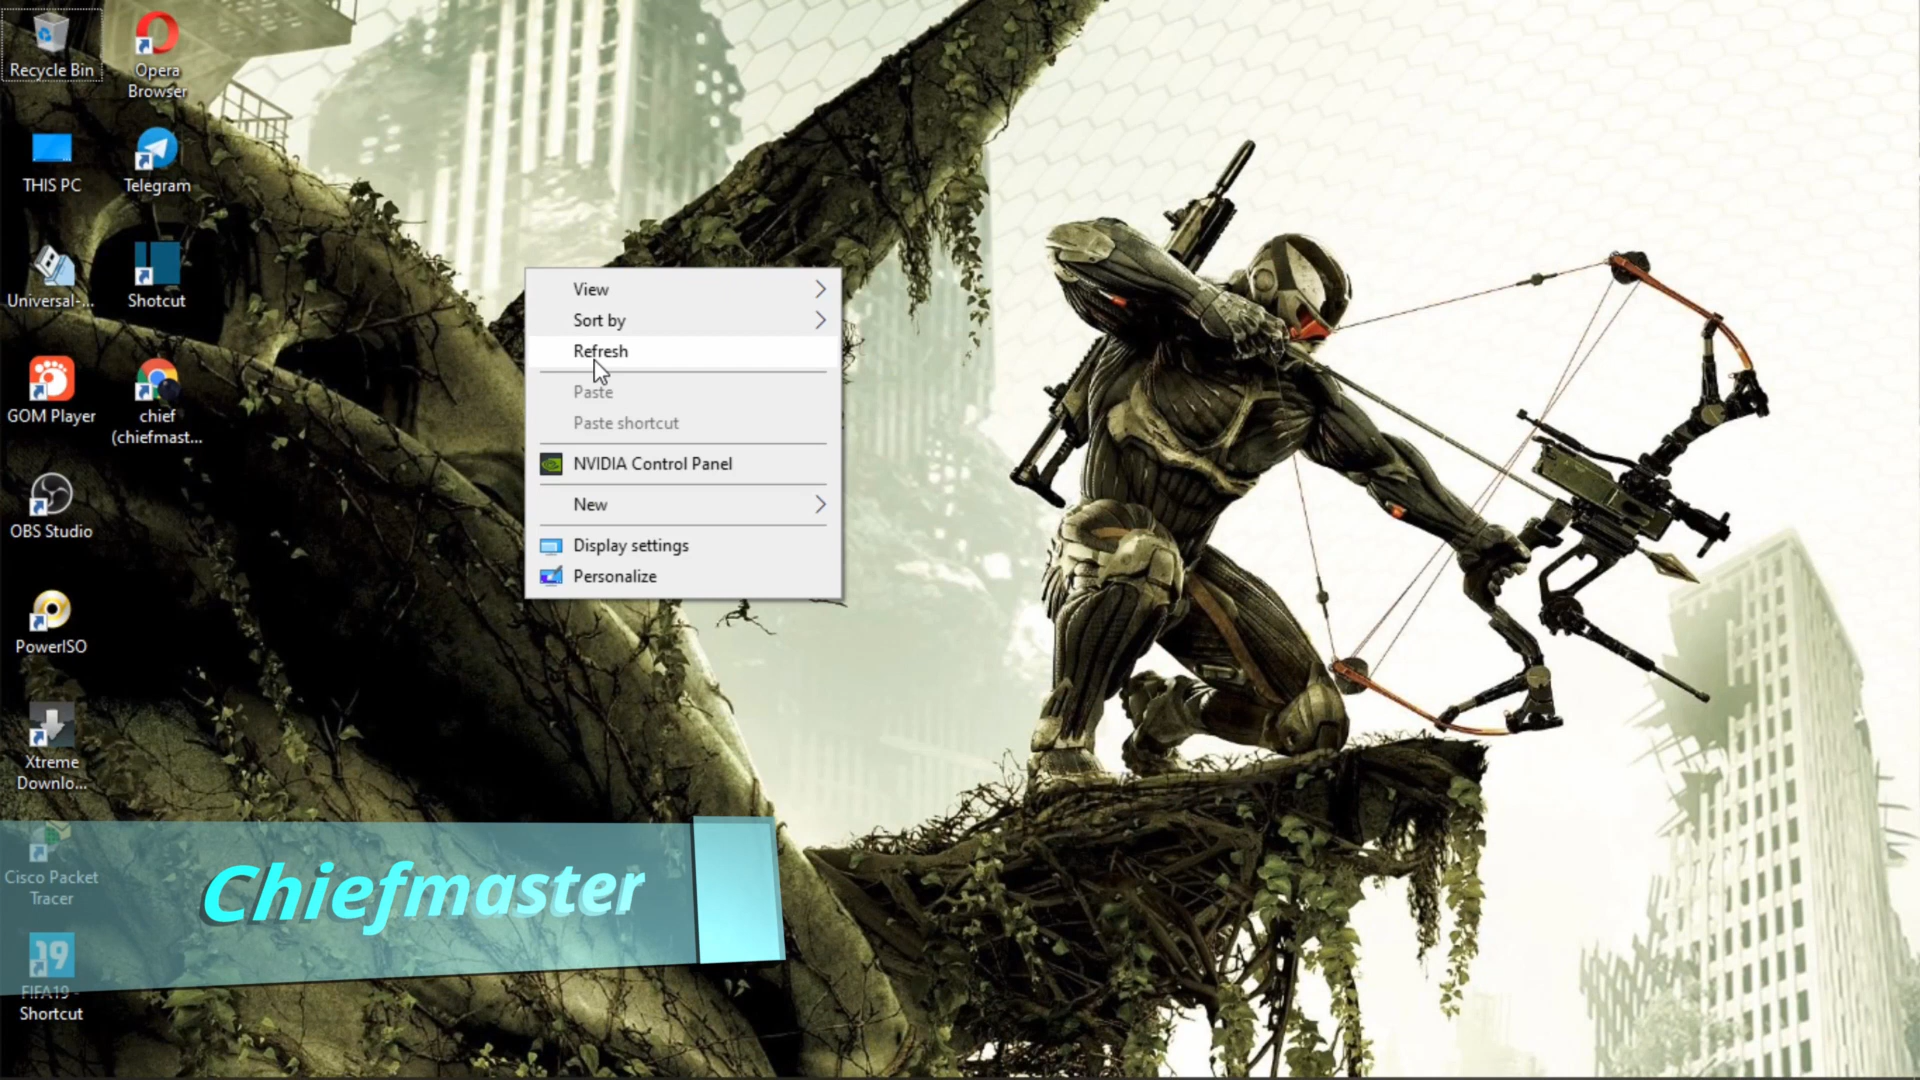 Recycle Bin
Opera
Browser
THIS PC
Telegram
Universal-...
Shotcut
GOM Player
chief
(chiefmast...
OBS Studio
PowerISO
Xtreme
Downlo...
Cisco Packet
Tracer
19
FIFA19 -
Shortcut
View
Sort by
Refresh
Paste
Paste shortcut
NVIDIA Control Panel
New
Display settings
Personalize
Chiefmaster